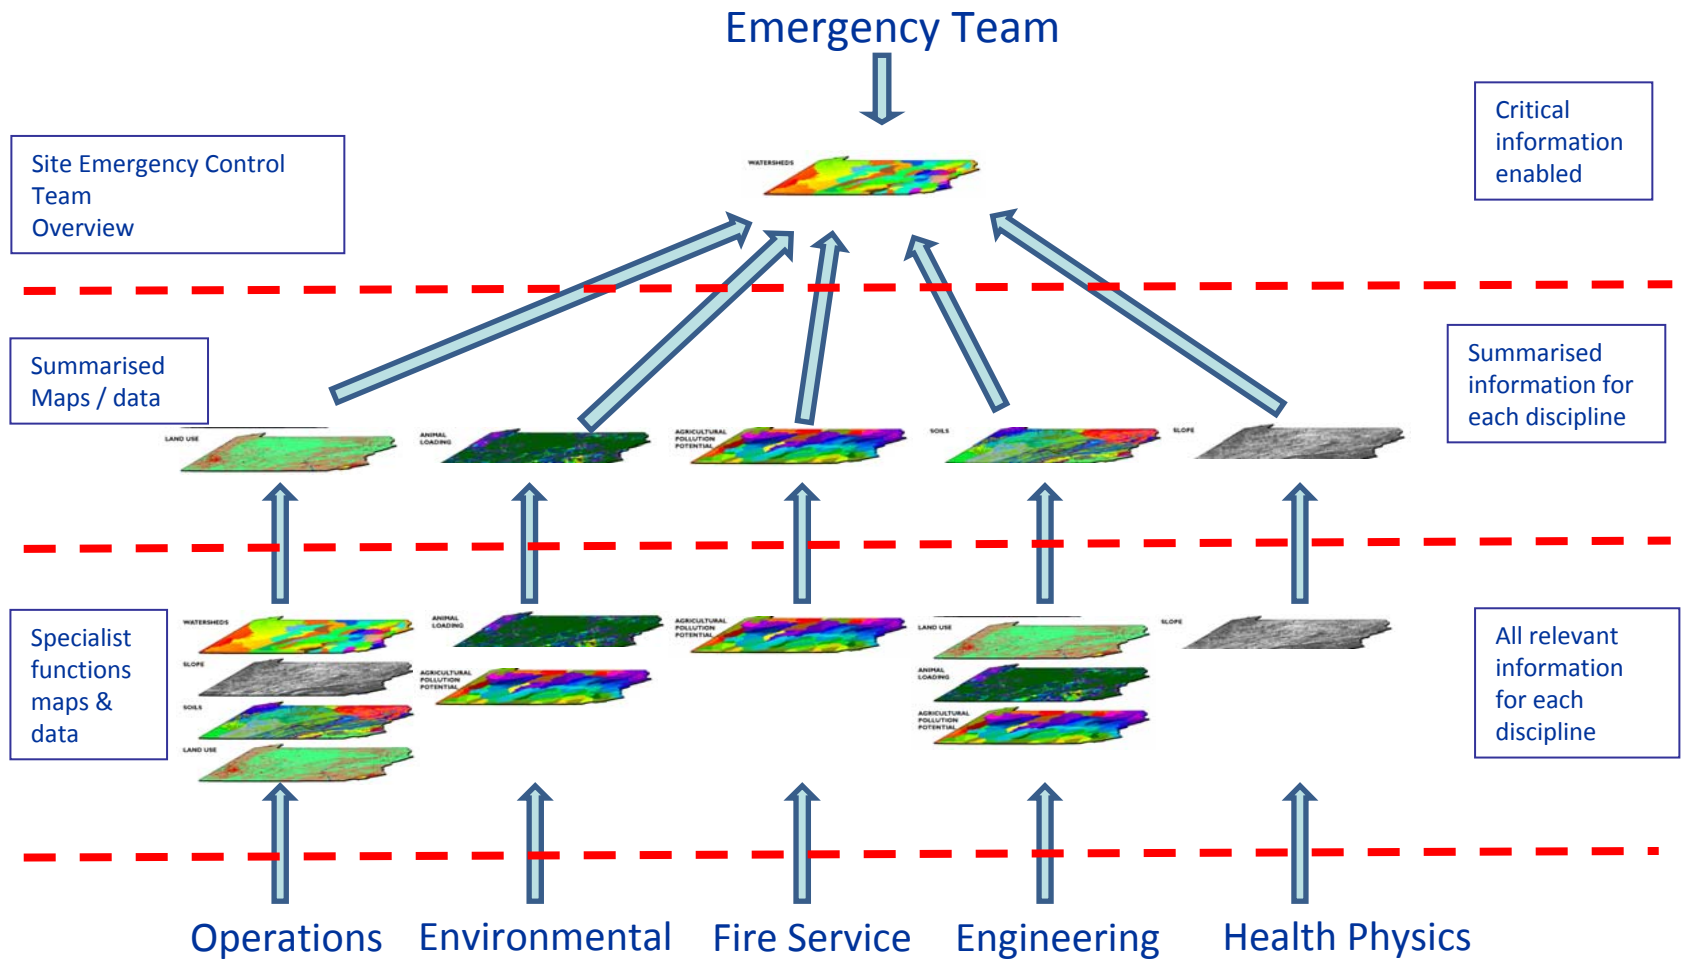 Emergency Team
Critical
information
enabled
Site Emergency Control
Team
Overview
WATERSHEDS
Summarised
Maps / data
Summarised
information for
each discipline
LAND USE
ANIMAL
LOADING
AGRICULTURAL
POLLUTION
POTENTIAL
SOILS
SLOPE
Specialist
functions
maps &
data
WATERSHEDS
SLOPE
SOILS
LAND USE
ANIMAL
LOADING
AGRICULTURAL
POLLUTION
POTENTIAL
AGRICULTURAL
POLLUTION
POTENTIAL
LAND USE
ANIMAL
LOADING
AGRICULTURAL
POLLUTION
POTENTIAL
SLOPE
All relevant
information
for each
discipline
Operations
Environmental
Fire Service
Engineering
Health Physics